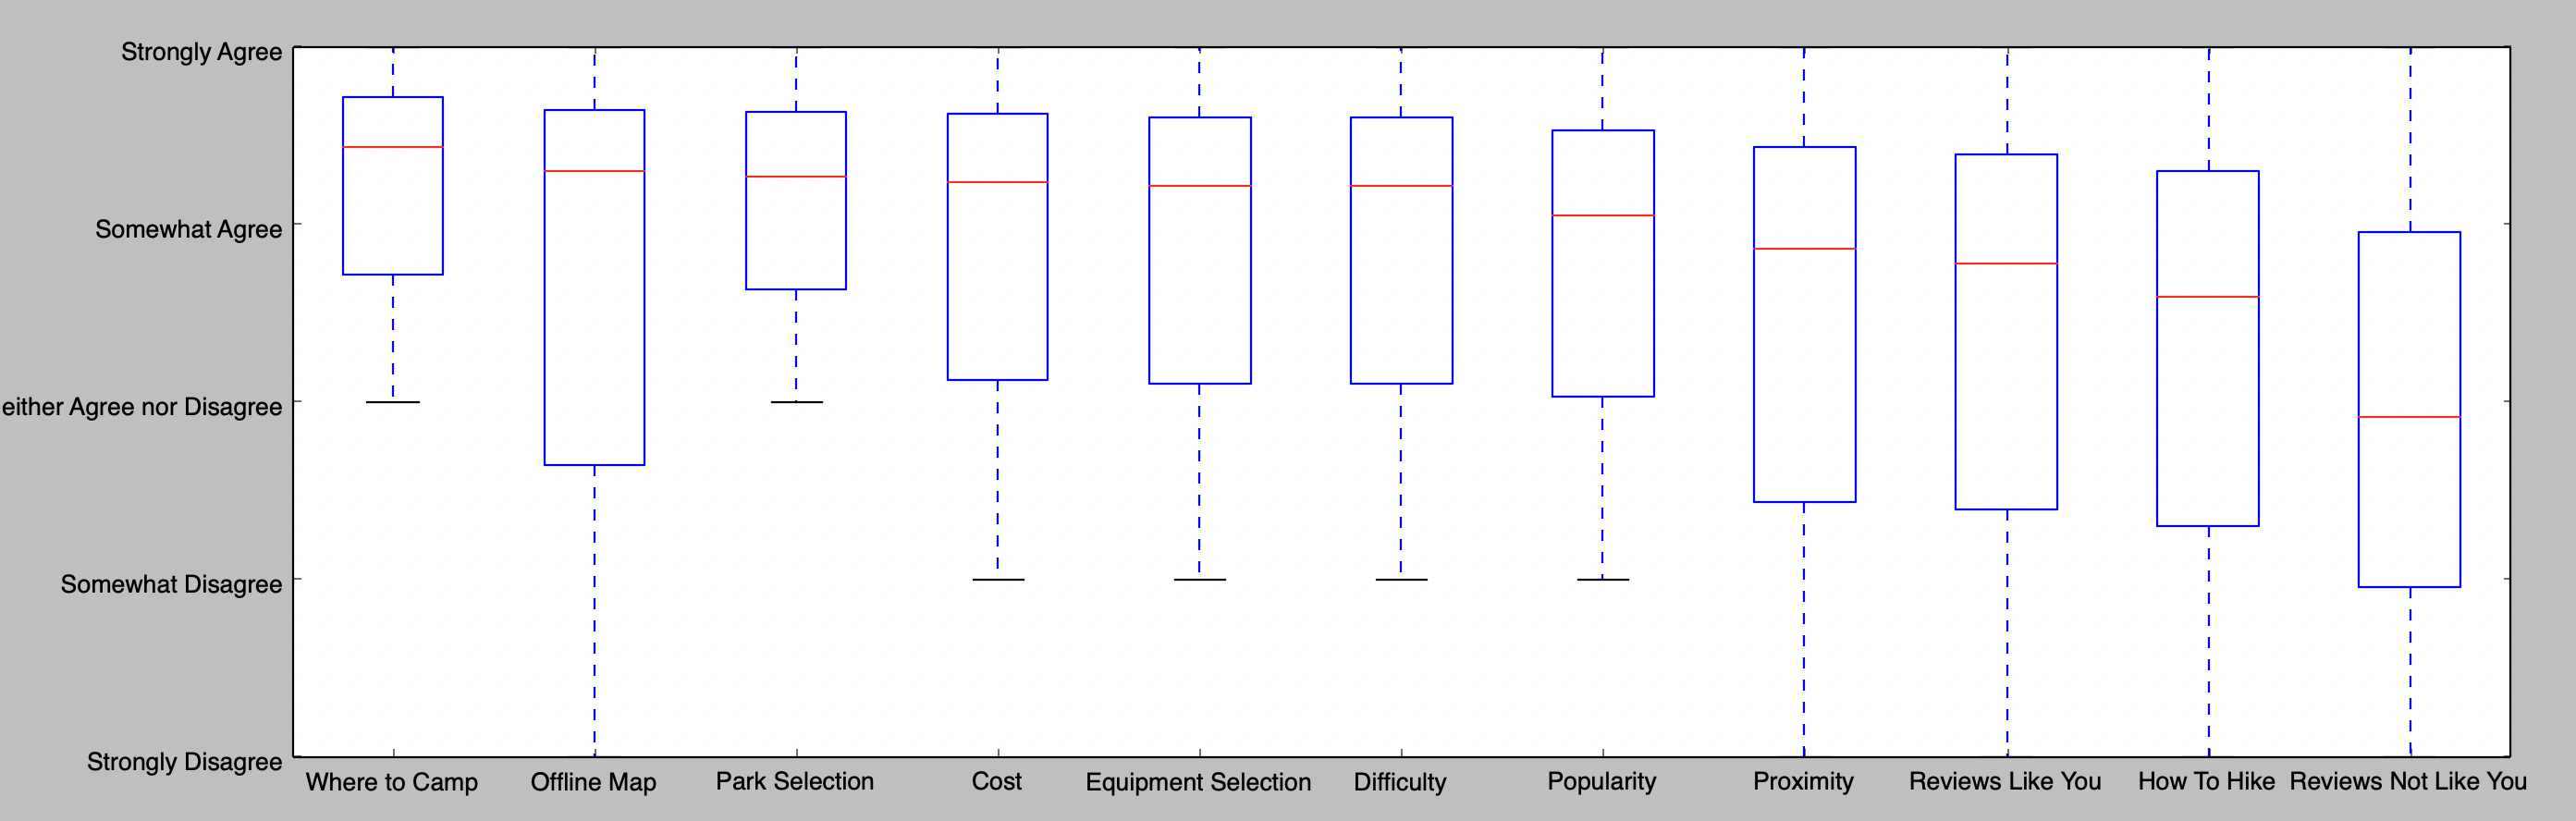 Strongly Agree
Somewhat Agree
either Agree nor Disagree
Somewhat Disagree
Strongly Disagree
Where to Camp Offline Map Park Selection Cost Equipment Selection Difficulty Popularity Proximity Reviews Like You How To Hike Reviews Not Like You